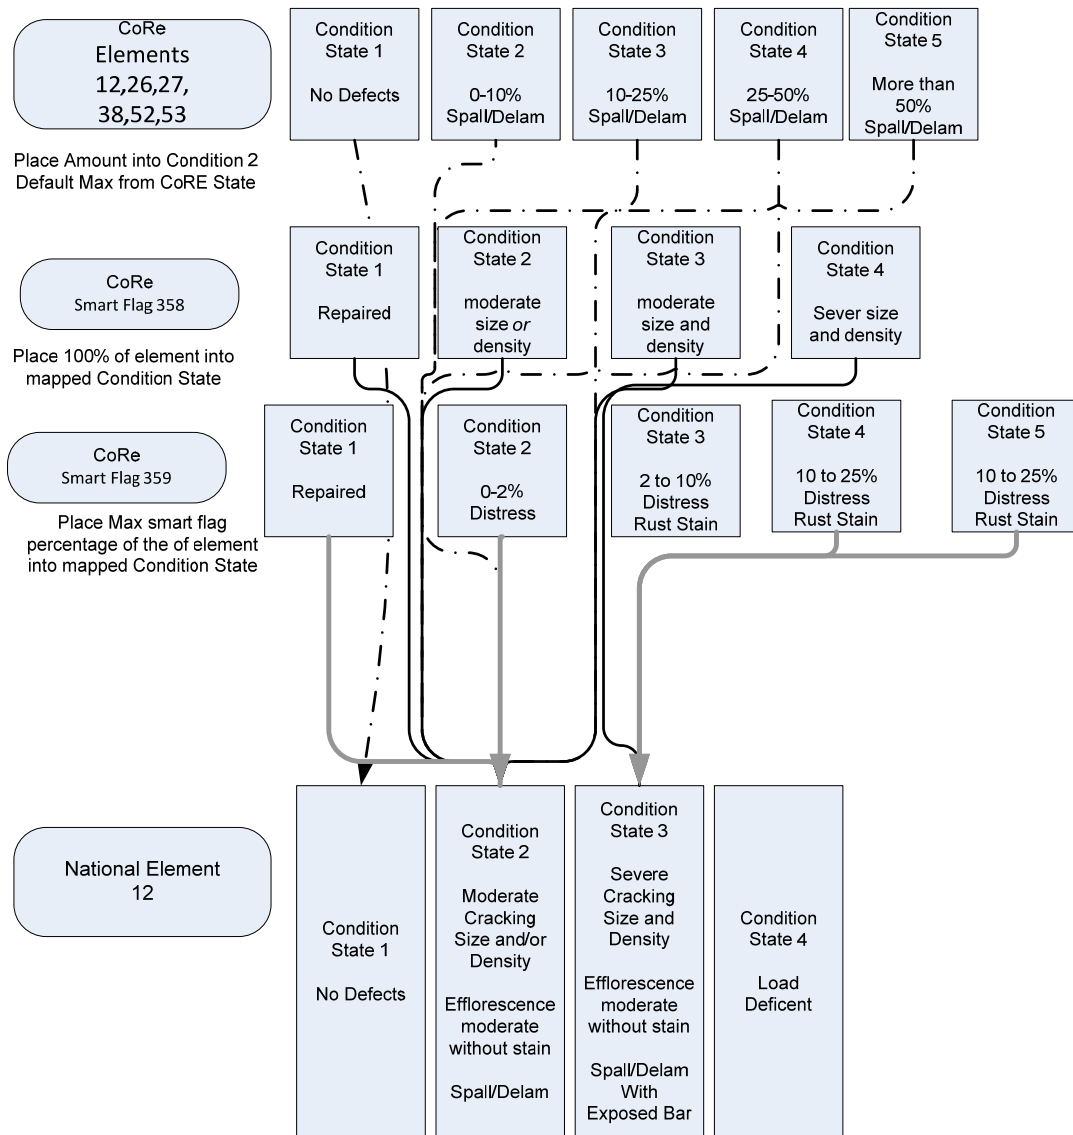 CoRe
Elements
12,26,27,
38,52,53
Condition
State 1
No Defects
Condition
State 2
0-10%
Spall/Delam
Condition
State 3
10-25%
Spall/Delam
Condition
State 4
25-50%
Spall/Delam
Condition
State 5
More than
50%
Spall/Delam
Place Amount into Condition 2
Default Max from CoRE State
CoRe
Smart Flag 358
Condition
State 1
Repaired
Condition
State 2
moderate
size or
density
Condition
State 3
moderate
size and
density
Condition
State 4
Sever size
and density
Place 100% of element into
mapped Condition State
CoRe
Smart Flag 359
Condition
State 1
Repaired
Condition
State 2
0-2%
Distress
Condition
State 3
2 to 10%
Distress
Rust Stain
Condition
State 4
10 to 25%
Distress
Rust Stain
Condition
State 5
10 to 25%
Distress
Rust Stain
Place Max smart flag
percentage of the of element
into mapped Condition State
National Element
12
Condition
State 1
No Defects
Condition
State 2
Moderate
Cracking
Size and/or
Density
Efflorescence
moderate
without stain
Spall/Delam
Condition
State 3
Severe
Cracking
Size and
Density
Efflorescence
moderate
without stain
Spall/Delam
With
Exposed Bar
Condition
State 4
Load
Deficent